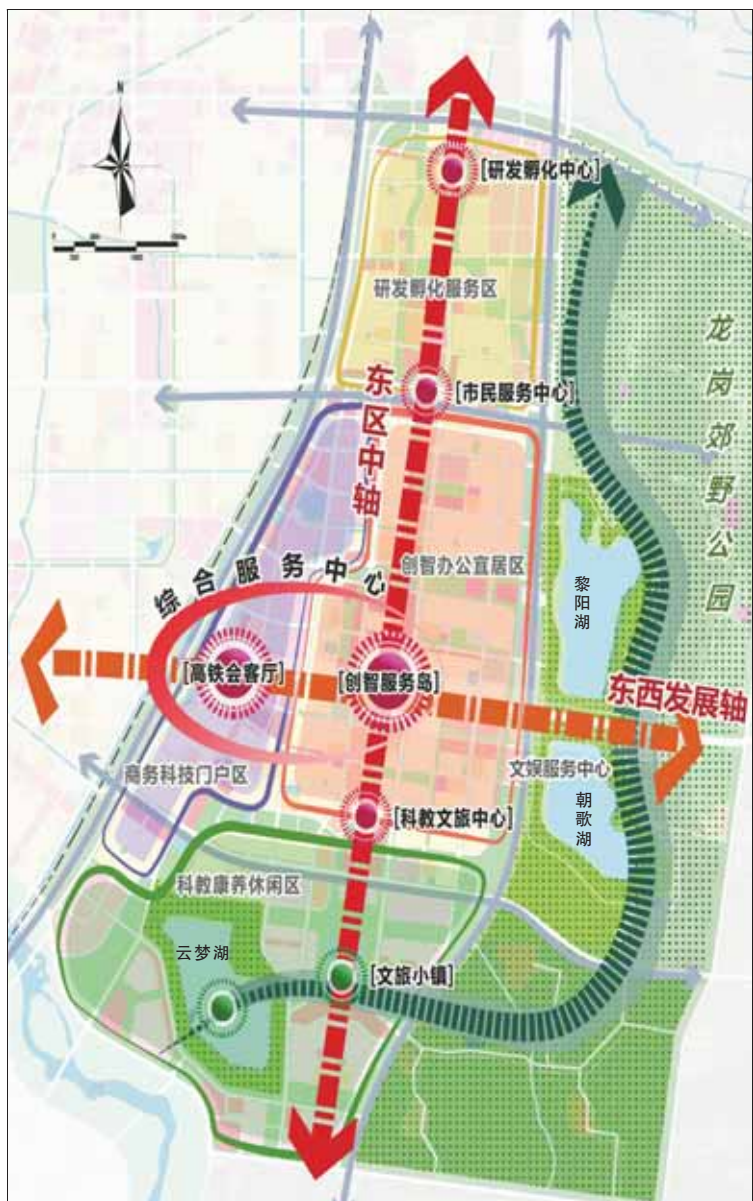 N
[研发孵化中心]
研发孵化服务区
龙岗郊野公园
[市民服务中心]
东区中轴
综合服务中心
创智办公宜居区
黎阳湖
[高铁会客厅]
[创智服务岛]
东西发展轴
商务科技门户区
文娱服务中心
朝歌湖
[科教文旅中心]
科教康养休闲区
云梦湖
[文旅小镇]